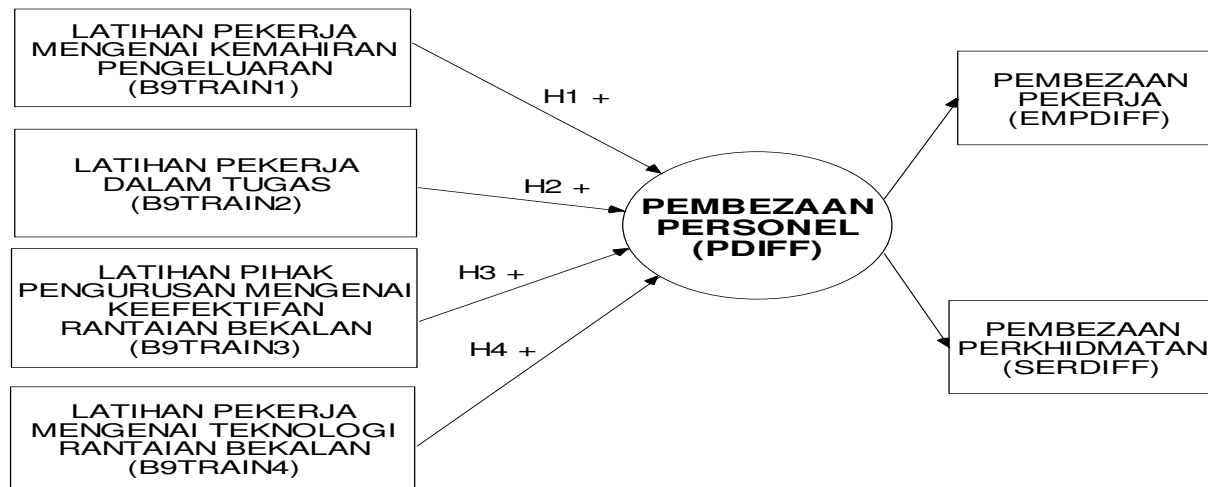 LATIHAN PEKERJA
MENGENAI KEMAHIRAN
PENGELUARAN
(B9TRAIN1)
H1 +
LATIHAN PEKERJA
DALAM TUGAS
(B9TRAIN2)
H2 +
LATIHAN PIHAK
PENGURUSAN MENGENAI
KEEFEKTIFAN
RANTAIAN BEKALAN
(B9TRAIN3)
H3 +
LATIHAN PEKERJA
MENGENAI TEKNOLOGI
RANTAIAN BEKALAN
(B9TRAIN4)
H4 +
PEMBEZAAN
PERSONEL
(PDIFF)
PEMBEZAAN
PEKERJA
(EMPDIFF)
PEMBEZAAN
PERKHIDMATAN
(SERDIFF)